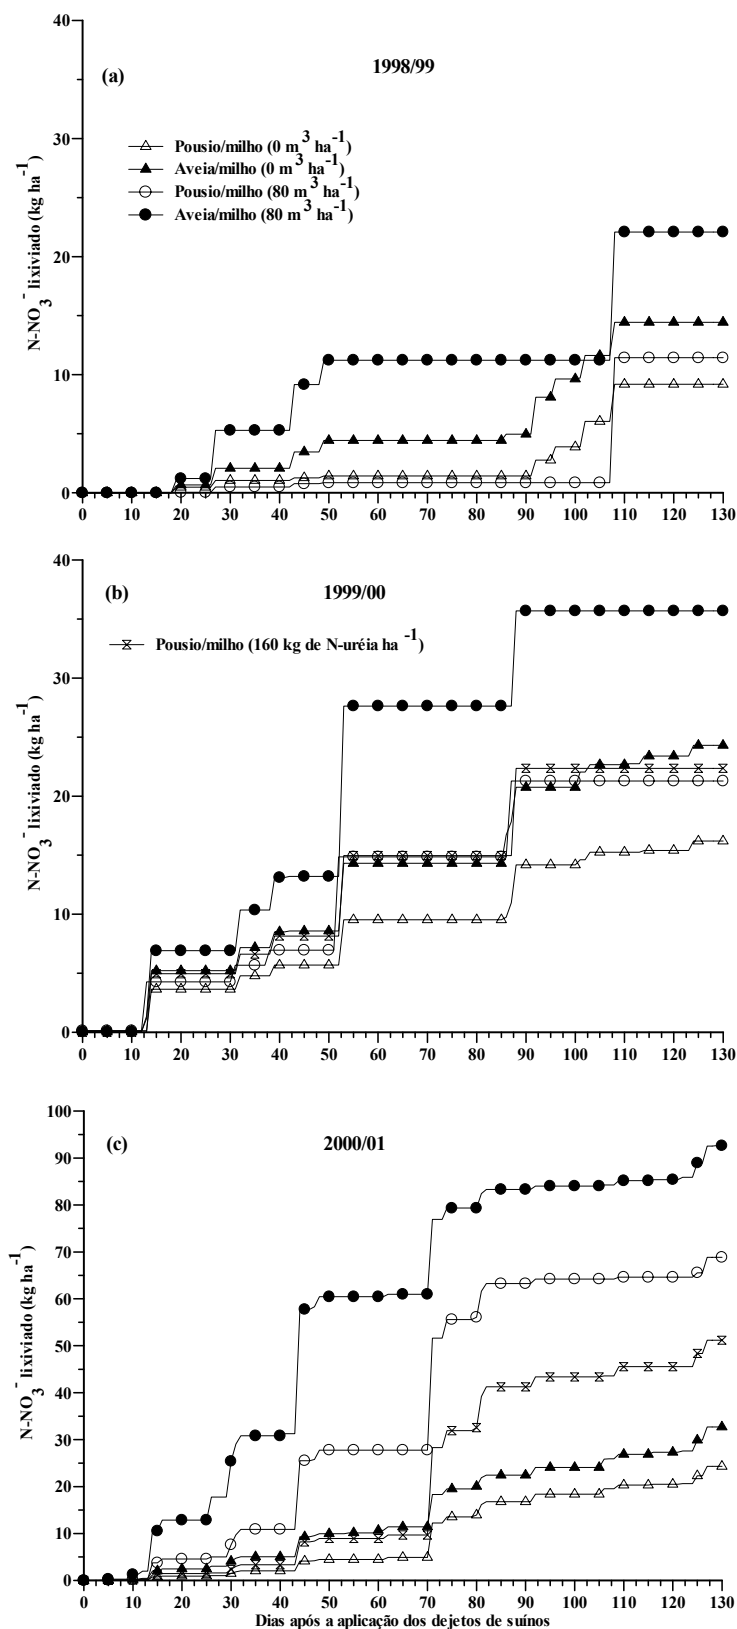 40
(a)
1998/99
30
Pousio/milho (0 m3 ha-1)
Aveia/milho (0 m3 ha-1)
Pousio/milho (80 m3 ha-1)
Aveia/milho (80 m3 ha-1)
20
10
0
N-NO3- lixiviado (kg ha-1)
0 10 20 30 40 50 60 70 80 90 100 110 120 130
40
(b)
1999/00
Pousio/milho (160 kg de N-uréia ha -1)
30
20
10
0
N-NO3- lixiviado (kg ha-1)
0 10 20 30 40 50 60 70 80 90 100 110 120 130
100
(c)
2000/01
90
80
70
60
50
40
30
20
10
0
N-NO3- lixiviado (kg ha-1)
0 10 20 30 40 50 60 70 80 90 100 110 120 130
Dias após a aplicação dos dejetos de suínos